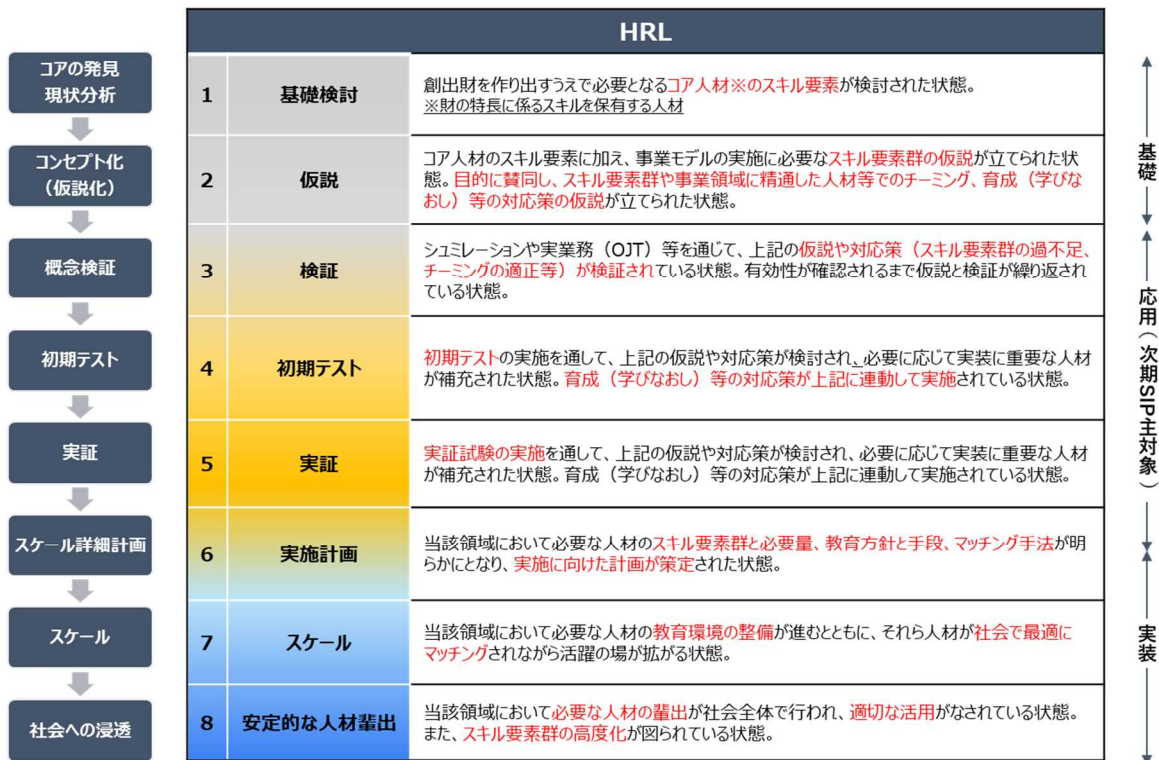 HRL
コアの発見
現状分析
1
基礎検討
創出財を作り出すうえで必要となるコア人材※のスキル要素が検討された状態。
※財の特長に係るスキルを保有する人材
コンセプト化
(仮説化)
2
仮説
コア人材のスキル要素に加え、事業モデルの実施に必要なスキル要素群の仮説が立てられた状
態。目的に賛同し、スキル要素群や事業領域に精通した人材等でのチーミング、育成(学びな
おし)等の対応策の仮説が立てられた状態。
概念検証
3
検証
シュミレーションや実業務(OJT)等を通じて、上記の仮説や対応策(スキル要素群の過不足、
チーミングの適正等)が検証されている状態。有効性が確認されるまで仮説と検証が繰り返され
ている状態。
初期テスト
4
初期テスト
初期テストの実施を通して、上記の仮説や対応策が検討され、必要に応じて実装に重要な人材
が補充された状態。育成(学びなおし)等の対応策が上記に連動して実施されている状態。
実証
5
実証
実証試験の実施を通して、上記の仮説や対応策が検討され、必要に応じて実装に重要な人材
が補充された状態。育成(学びなおし)等の対応策が上記に連動して実施されている状態。
スケール詳細計画
6
実施計画
当該領域において必要な人材のスキル要素群と必要量、教育方針と手段、マッチング手法が明
らかにとなり、実施に向けた計画が策定された状態。
スケール
7
スケール
当該領域において必要な人材の教育環境の整備が進むとともに、それら人材が社会で最適に
マッチングされながら活躍の場が拡がる状態。
社会への浸透
8
安定的な人材輩出
当該領域において必要な人材の輩出が社会全体で行われ、適切な活用がなされている状態。
また、スキル要素群の高度化が図られている状態。
基礎
応用(次期SIP主対象)
実装